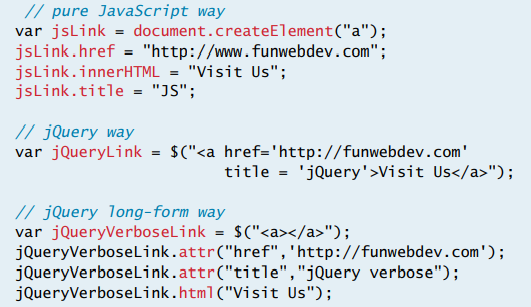 // pure JavaScript way
var jsLink = document.createElement("a");
jsLink.href = "http://www.funwebdev.com";
jsLink.innerHTML = "Visit Us";
jsLink.title = "JS";
// jQuery way
var jQueryLink = $("<a href='http://funwebdev.com'
title = 'jQuery'>Visit Us</a>");
// jQuery long-form way
var jQueryVerboseLink = $("<a></a>");
jQueryVerboseLink.attr("href",'http://funwebdev.com');
jQueryVerboseLink.attr("title","jQuery verbose");
jQueryVerboseLink.html("Visit Us");